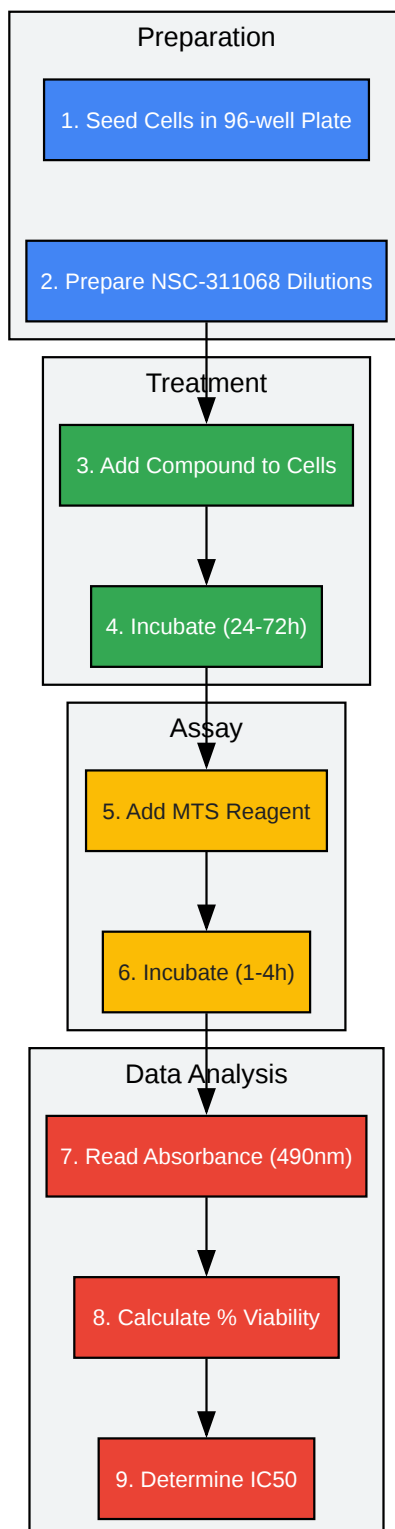 Preparation
1. Seed Cells in 96-well Plate
2. Prepare NSC-311068 Dilutions
Treatment
3. Add Compound to Cells
4. Incubate (24-72h)
Assay
5. Add MTS Reagent
6. Incubate (1-4h)
Data Analysis
7. Read Absorbance (490nm)
8. Calculate % Viability
9. Determine IC50